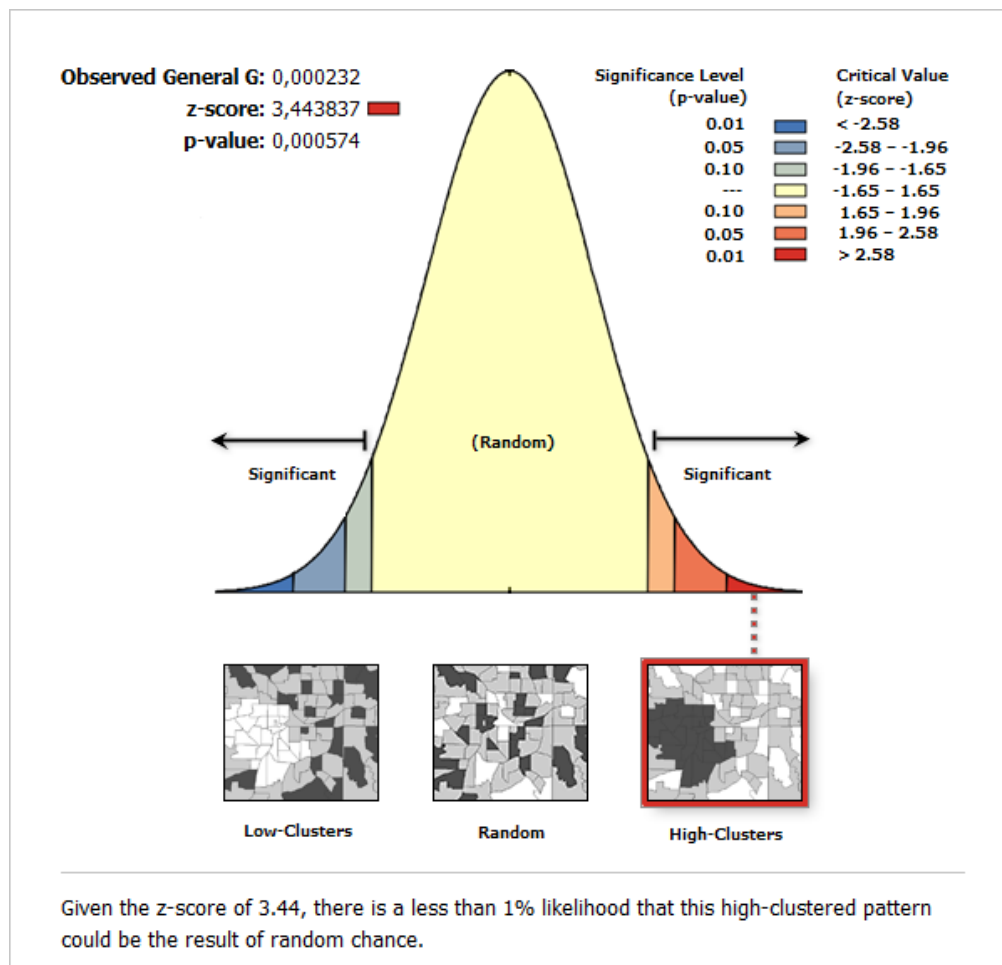 Observed General G: 0,000232
z-score: 3,443837
p-value: 0,000574
Significance Level Critical Value
(p-value) (z-score)
0.01 < -2.58
0.05 -2.58 – -1.96
0.10 -1.96 – -1.65
--- -1.65 – 1.65
0.10 1.65 – 1.96
0.05 1.96 – 2.58
0.01 > 2.58
(Random)
Significant Significant
Low-Clusters Random High-Clusters
Given the z-score of 3.44, there is a less than 1% likelihood that this high-clustered pattern
could be the result of random chance.